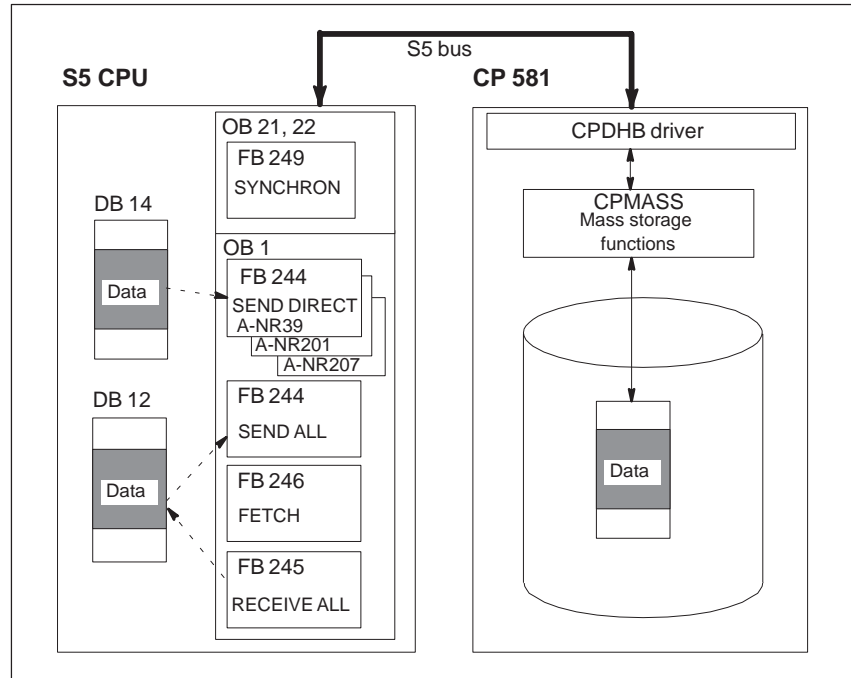 S5 bus
S5 CPU
CP 581
OB 21, 22
FB 249
SYNCHRON
CPDHB driver
CPMASS
Mass storage
functions
DB 14
Data
OB 1
FB 244
SEND DIRECT
A-NR39
A-NR201
A-NR207
DB 12
Data
FB 244
SEND ALL
FB 246
FETCH
FB 245
RECEIVE ALL
Data